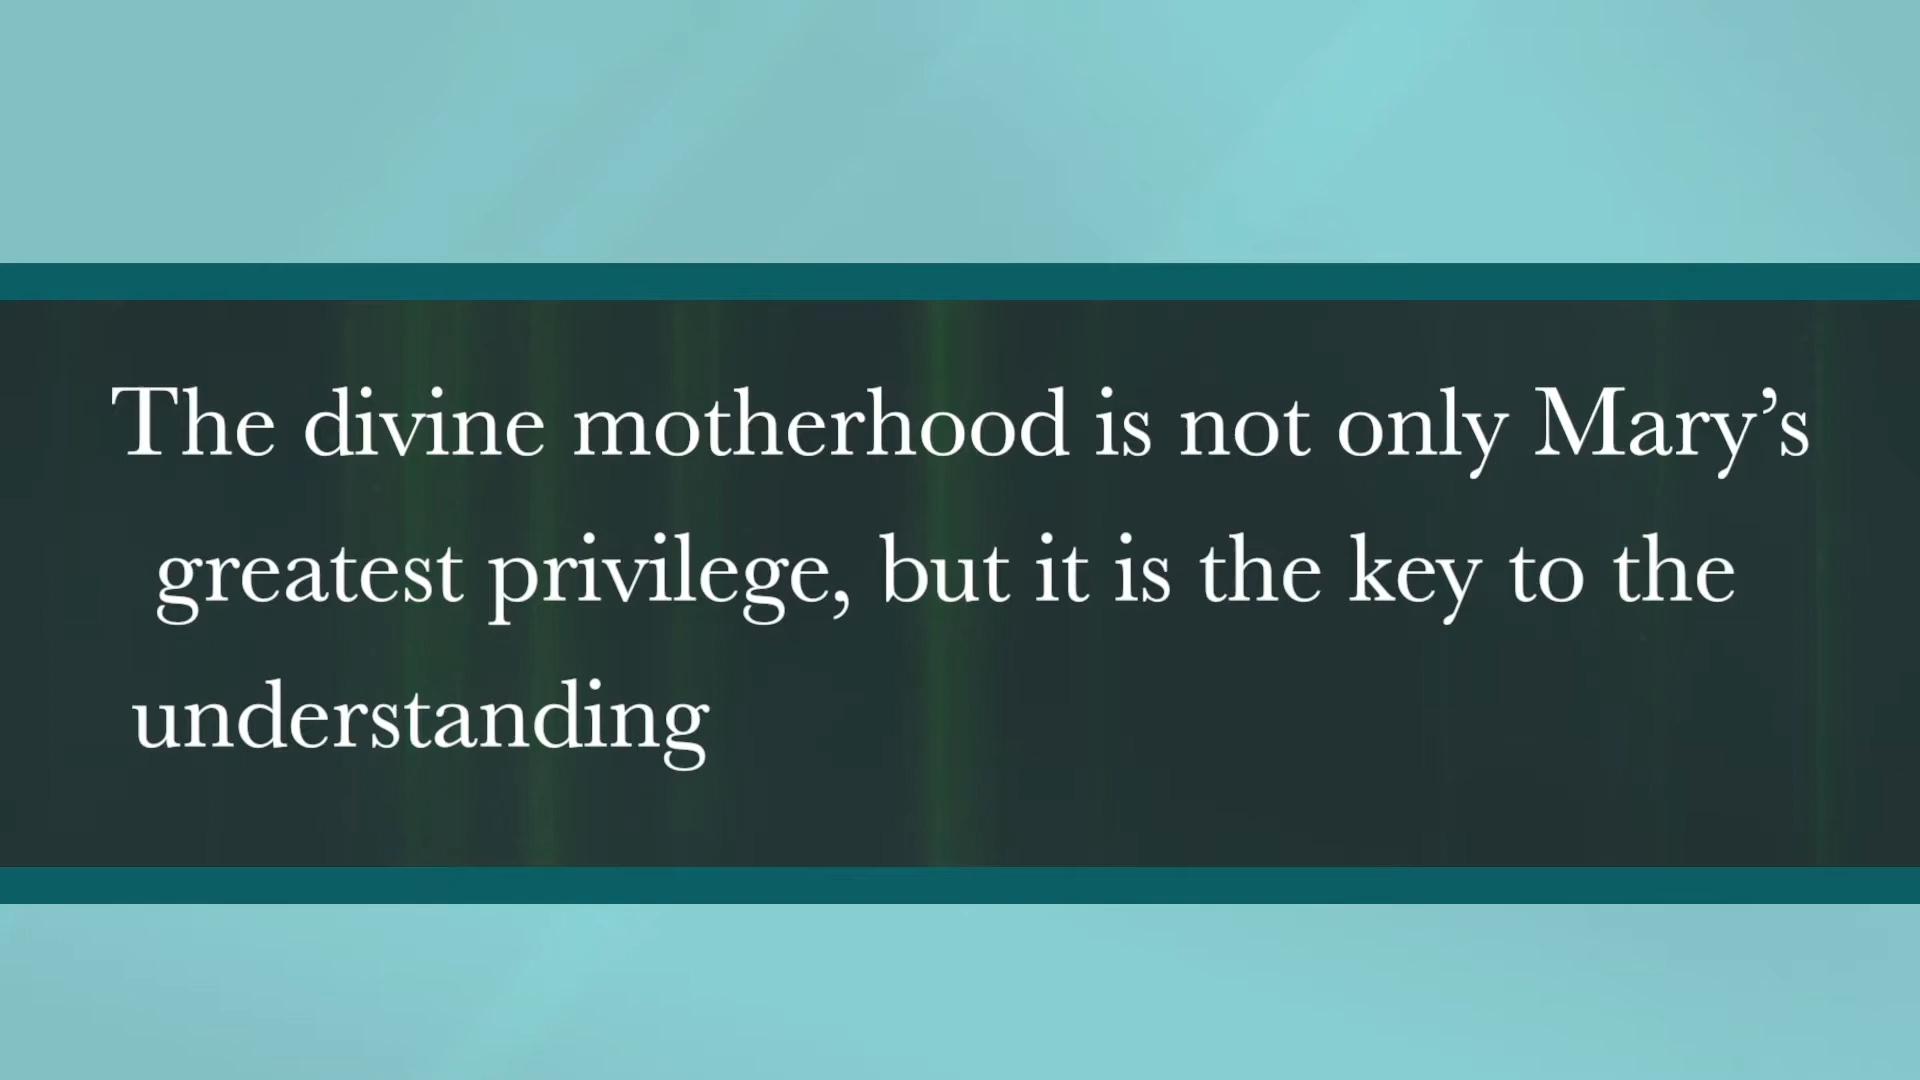 The divine motherhood is not only Mary’s
greatest privilege, but it is the key to the
understanding